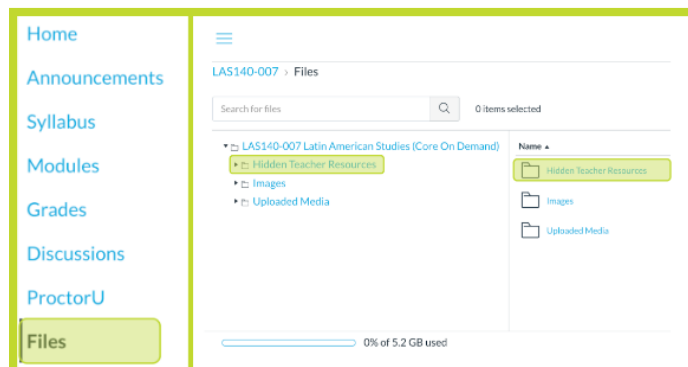 Home
Announcements
Syllabus
Modules
Grades
Discussions
ProctorU
Files
LAS140-007 › Files
Search for files
0 items selected
LAS140-007 Latin American Studies (Core On Demand)
Hidden Teacher Resources
Images
Uploaded Media
Name
Hidden Teacher Resources
Images
Uploaded Media
0% of 5.2 GB used